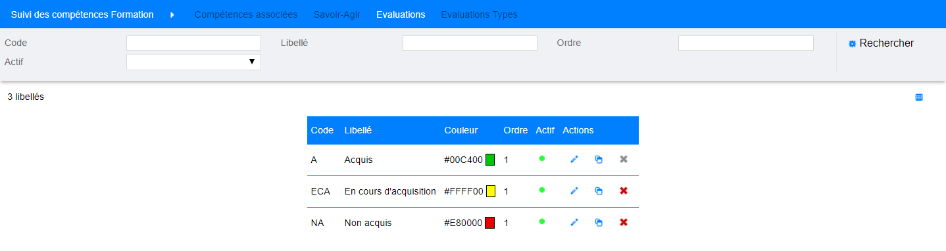 Suivi des compétences Formation Compétences associées Savoir-Agir Evaluations Evaluations Types
Code Libellé Ordre Rechercher
Actif
3 libellés
Code Libellé Couleur Ordre Actif Actions
A Acquis #00C400 1
ECA En cours d'acquisition #FFFF00 1
NA Non acquis #E80000 1